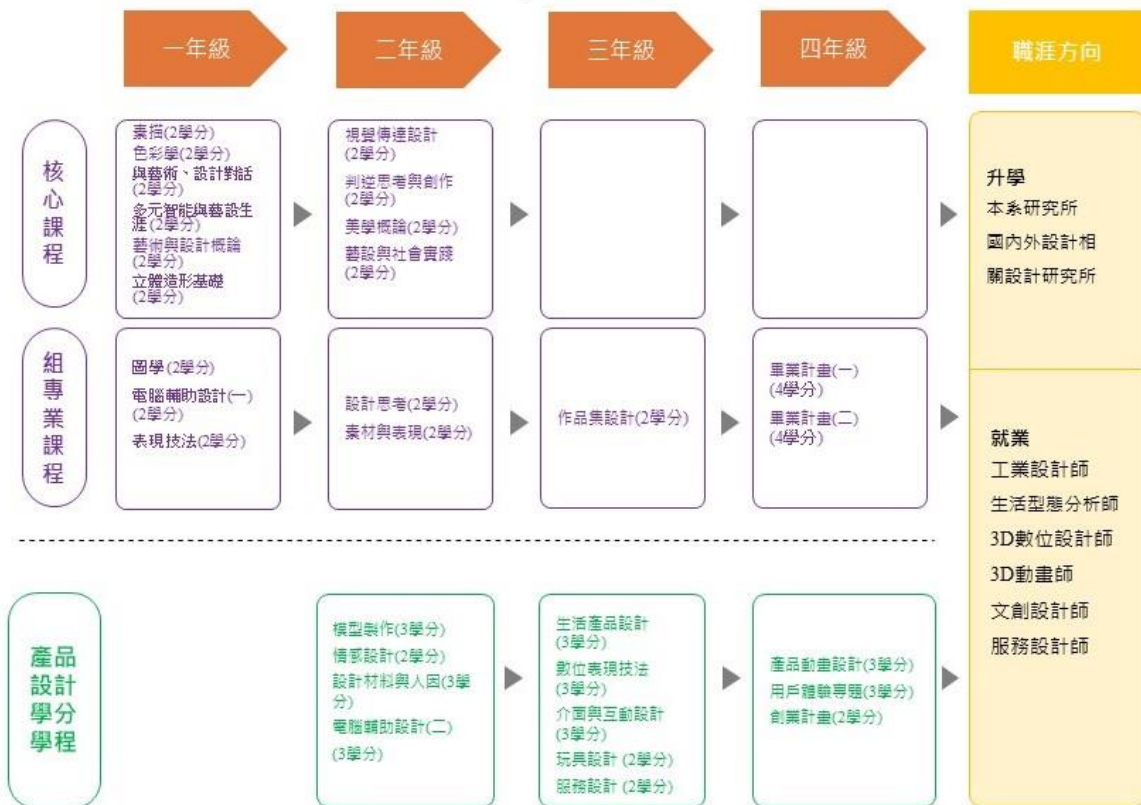 一年級
二年級
三年級
四年級
職涯方向
核心課程
素描(2學分)
色彩學(2學分)
與藝術、設計對話
(2學分)
多元智能與藝設生
涯(2學分)
藝術與設計概論
(2學分)
立體造形基礎
(2學分)
視覺傳達設計
(2學分)
判逆思考與創作
(2學分)
美學概論(2學分)
藝設與社會實踐
(2學分)
組專業課程
圖學(2學分)
電腦輔助設計(一)
(2學分)
表現技法(2學分)
設計思考(2學分)
素材與表現(2學分)
作品集設計(2學分)
畢業計畫(一)
(4學分)
畢業計畫(二)
(4學分)
產品
設計
學分
學程
模型製作(3學分)
情感設計(2學分)
設計材料與人因(3學
分)
電腦輔助設計(二)
(3學分)
生活產品設計
(3學分)
數位表現技法
(3學分)
介面與互動設計
(3學分)
玩具設計 (2學分)
服務設計 (2學分)
產品動畫設計(3學分)
用戶體驗專題(3學分)
創業計畫(2學分)
升學
本系研究所
國內外設計相
關設計研究所
就業
工業設計師
生活型態分析師
3D數位設計師
3D動畫師
文創設計師
服務設計師